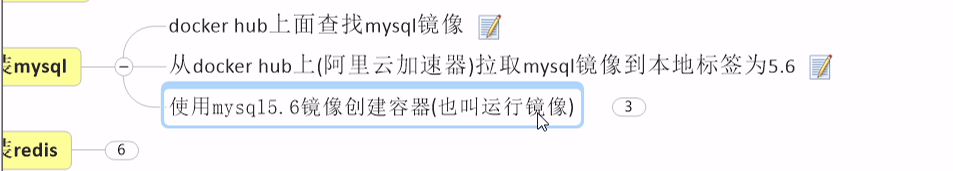 docker hub上面查找mysql镜像
装mysql
从docker hub上(阿里云加速器)拉取mysql镜像到本地标签为5.6
使用mysql5.6镜像创建容器(也叫运行镜像)
3
装redis
6